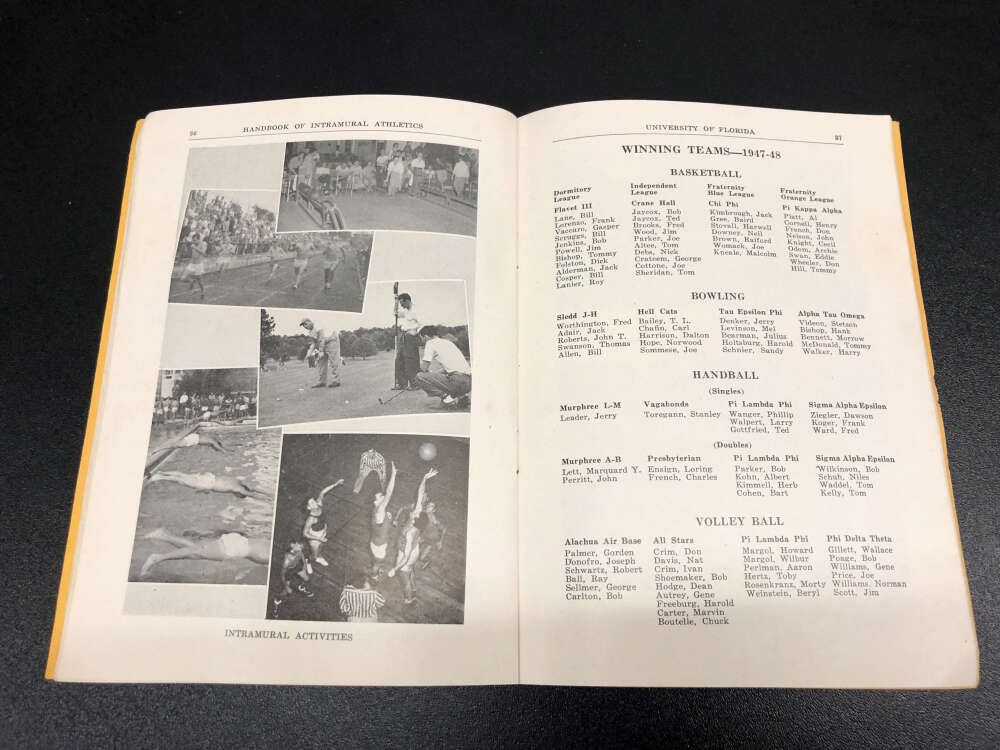 94
HANDBOOK OF INTRAMURAL ATHLETICS
INTRAMURAL ACTIVITIES
UNIVERSITY OF FLORIDA
97
WINNING TEAMS—1947-48
BASKETBALL
Dormitory League
Flavet III
Lane, Bill
Lorenzo, Frank
Vaccaro, Gasper
Scruggs, Bill
Jenkins, Bob
Powell, Jim
Bishop, Tommy
Folston, Dick
Alderman, Jack
Cosper, Bill
Lanier, Roy
Independent League
Crane Hall
Jaycox, Bob
Jaycox, Ted
Brooks, Fred
Wood, Jim
Parker, Joe
Altee, Tom
Debs, Nick
Crateem, George
Cottone, Joe
Sheridan, Tom
Fraternity Blue League
Chi Phi
Kimbrough, Jack
Gree, Baird
Stovall, Harwell
Downey, Nell
Brown, Raiford
Womack, Joe
Kneale, Malcolm
Fraternity Orange League
Pi Kappa Alpha
Piatt, Al
Cornell, Henry
French, Don
Nelson, John
Knight, Cecil
Odom, Archie
Swan, Eddie
Wheeler, Don
Hill, Tommy
BOWLING
Sledd J-H
Worthington, Fred
Adair, Jack
Roberts, John T.
Swanson, Thomas
Allen, Bill
Hell Cats
Bailey, T. L.
Chafin, Carl
Harrison, Dalton
Hope, Norwood
Sommese, Joe
Tau Epsilon Phi
Denker, Jerry
Levinson, Mel
Bearman, Julius
Holtsburg, Harold
Schnier, Sandy
Alpha Tau Omega
Videon, Stetson
Bishop, Hank
Bennett, Morrow
McDonald, Tommy
Walker, Harry
HANDBALL
(Singles)
Murphree L-M
Leader, Jerry
Vagabonds
Toregann, Stanley
Pi Lambda Phi
Wanger, Phillip
Walpert, Larry
Gottfried, Ted
Sigma Alpha Epsilon
Ziegler, Dawson
Koger, Frank
Ward, Fred
(Doubles)
Murphree A-B
Lett, Marquard Y.
Perritt, John
Presbyterian
Ensign, Loring
French, Charles
Pi Lambda Phi
Parker, Bob
Kohn, Albert
Kimmell, Herb
Cohen, Bart
Sigma Alpha Epsilon
Wilkinson, Bob
Schuh, Niles
Waddel, Tom
Kelly, Tom
VOLLEY BALL
Alachua Air Base
Palmer, Gorden
Donofro, Joseph
Schwartz, Robert
Ball, Ray
Sellmer, George
Carlton, Bob
All Stars
Crim, Don
Davis, Nat
Crim, Ivan
Shoemaker, Bob
Hodge, Dean
Autrey, Gene
Freeburg, Harold
Carter, Marvin
Boutelle, Chuck
Pi Lambda Phi
Margol, Howard
Margol, Wilbur
Perlman, Aaron
Hertz, Toby
Rosenkranz, Morty
Weinstein, Beryl
Phi Delta Theta
Gillett, Wallace
Poage, Bob
Williams, Gene
Price, Joe
Williams, Norman
Scott, Jim